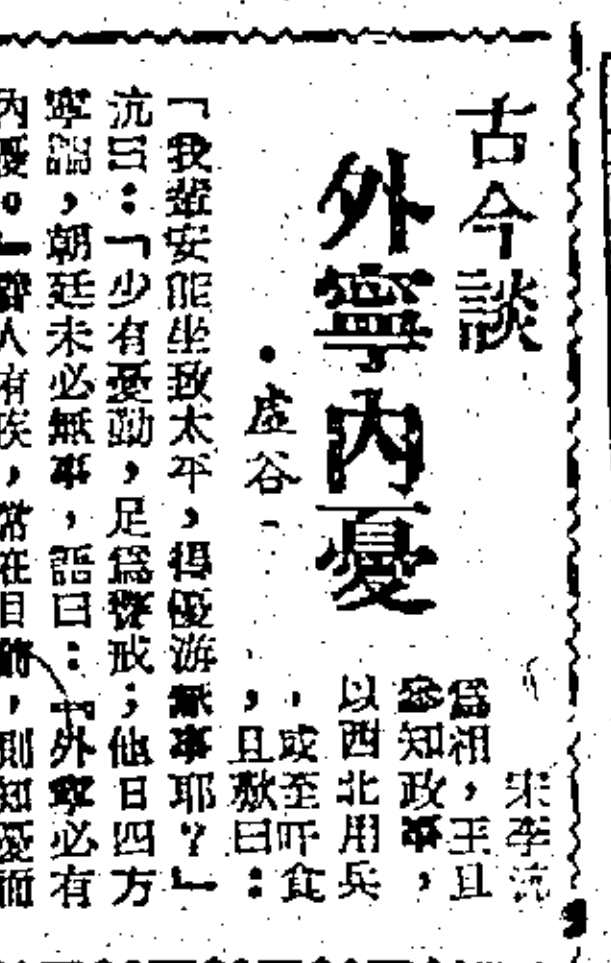 古今談
外寧內憂
·虛谷·
宋李沆
爲相，王旦
參知政事，
以西北用兵
，或至旰食
，旦歎曰：
「我輩安能坐致太平，得優游無事耶？」
沆曰：「少有憂勤，足爲警戒；他日四方
寧謐，朝廷未必無事，語曰：『外寧必有
內憂。』譬人有疾，常在目前，則知憂而